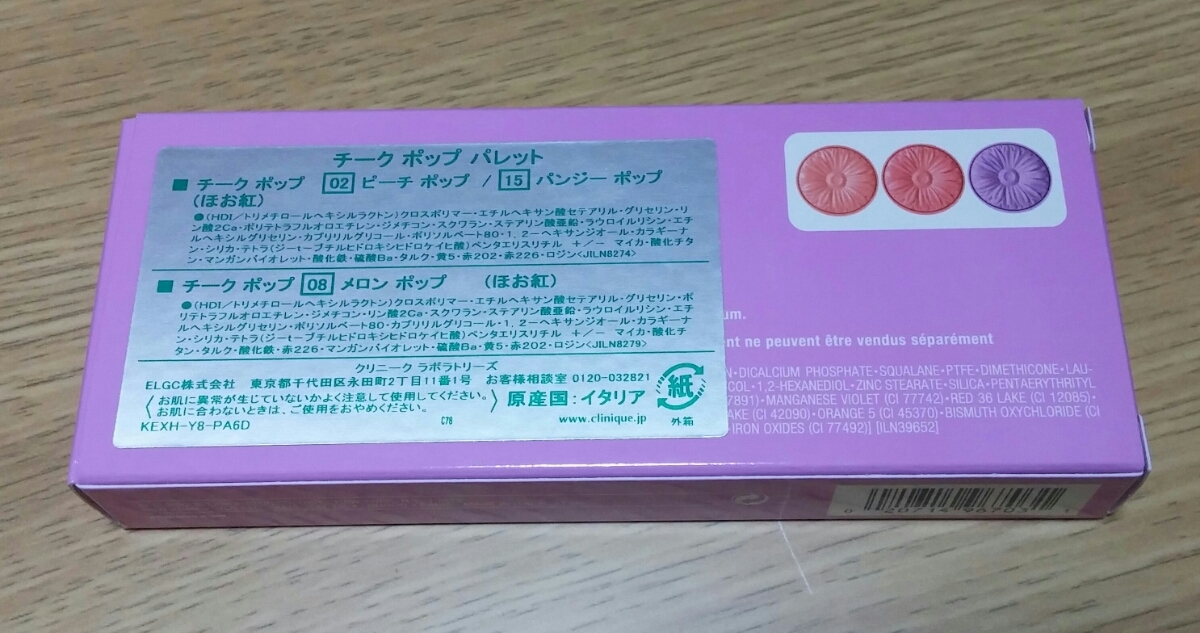 チーク ポップ パレット
■ チーク ポップ 02 ピーチ ポップ / 15 パンジー ポップ
(ほお紅)
●(HDI/トリメチロールヘキシルラクトン)クロスポリマー・エチルヘキサン酸セテアリル・グリセリン・リ
ン酸2Ca・ポリテトラフルオロエチレン・ジメチコン・スクワラン・ステアリン酸亜鉛・ラウロイルリシン・エチ
ルヘキシルグリセリン・カプリリルグリコール・ポリソルベート80・1, 2-ヘキサンジオール・カラギーナ
ン・シリカ・テトラ(ジ-t-ブチルヒドロキシヒドロケイヒ酸)ペンタエリスリチル +/- マイカ・酸化チタ
ン・マンガンバイオレット・酸化鉄・硫酸Ba・タルク・黄5・赤202・赤226・ロジン<JILN8274>
■ チーク ポップ 08 メロン ポップ (ほお紅)
●(HDI/トリメチロールヘキシルラクトン)クロスポリマー・エチルヘキサン酸セテアリル・グリセリン・ポ
リテトラフルオロエチレン・ジメチコン・リン酸2Ca・スクワラン・ステアリン酸亜鉛・ラウロイルリシン・エチ
ルヘキシルグリセリン・ポリソルベート80・カプリリルグリコール・1, 2-ヘキサンジオール・カラギーナ
ン・シリカ・テトラ(ジ-t-ブチルヒドロキシヒドロケイヒ酸)ペンタエリスリチル +/- マイカ・酸化チ
タン・タルク・酸化鉄・赤226・マンガンバイオレット・硫酸Ba・黄5・赤202・ロジン<JILN8279>
クリニーク ラボラトリーズ
ELGC株式会社 東京都千代田区永田町2丁目11番1号 お客様相談室 0120-032821
〈お肌に異常が生じていないかよく注意して使用してください。
お肌に合わないときは、ご使用をおやめください。〉 原産国:イタリア
KEXH-Y8-PA6D C78 www.clinique.jp
紙
外箱
um.
ent ne peuvent être vendus séparément
N・DICALCIUM PHOSPHATE・SQUALANE・PTFE・DIMETHICONE・LAU-
COL・1,2-HEXANEDIOL・ZINC STEARATE・SILICA・PENTAERYTHRITYL
7891)・MANGANESE VIOLET (CI 77742)・RED 36 LAKE (CI 12085)・
AKE (CI 42090)・ORANGE 5 (CI 45370)・BISMUTH OXYCHLORIDE (CI
IRON OXIDES (CI 77492)] [ILN39652]